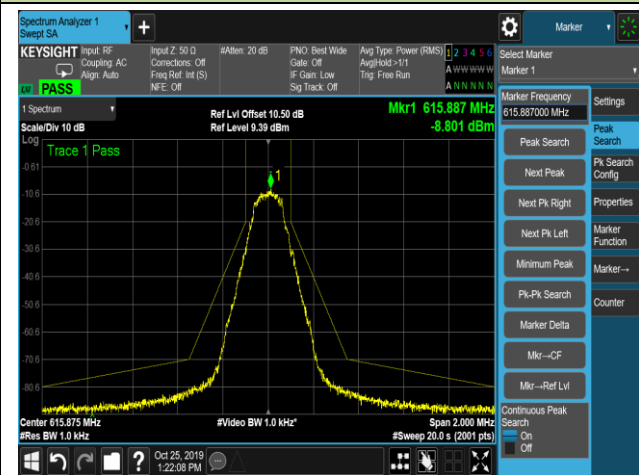 Spectrum Analyzer 1
Swept SA
Marker
KEYSIGHT
Input: RF
Coupling: AC
Align: Auto
Input Z: 50 Ω
Corrections: Off
Freq Ref: Int (S)
NFE: Off
#Atten: 20 dB
PNO: Best Wide
Gate: Off
IF Gain: Low
Sig Track: Off
Avg Type: Power (RMS)
Avg|Hold:>1/1
Trig: Free Run
1 2 3 4 5 6
A W W W W W
A N N N N N
LXI
PASS
Select Marker
Marker 1
1 Spectrum
Scale/Div 10 dB
Ref Lvl Offset 10.50 dB
Ref Level 9.39 dBm
Mkr1 615.887 MHz
-8.801 dBm
Log
Trace 1 Pass
1
-0.61
-10.6
-20.6
-30.6
-40.6
-50.6
-60.6
-70.6
-80.6
Center 615.875 MHz
#Res BW 1.0 kHz
#Video BW 1.0 kHz*
Span 2.000 MHz
#Sweep 20.0 s (2001 pts)
Marker Frequency
615.887000 MHz
Peak Search
Next Peak
Next Pk Right
Next Pk Left
Minimum Peak
Pk-Pk Search
Marker Delta
Mkr→CF
Mkr→Ref Lvl
Continuous Peak
Search
On
Off
Settings
Peak
Search
Pk Search
Config
Properties
Marker
Function
Marker→
Counter
Oct 25, 2019
1:22:08 PM